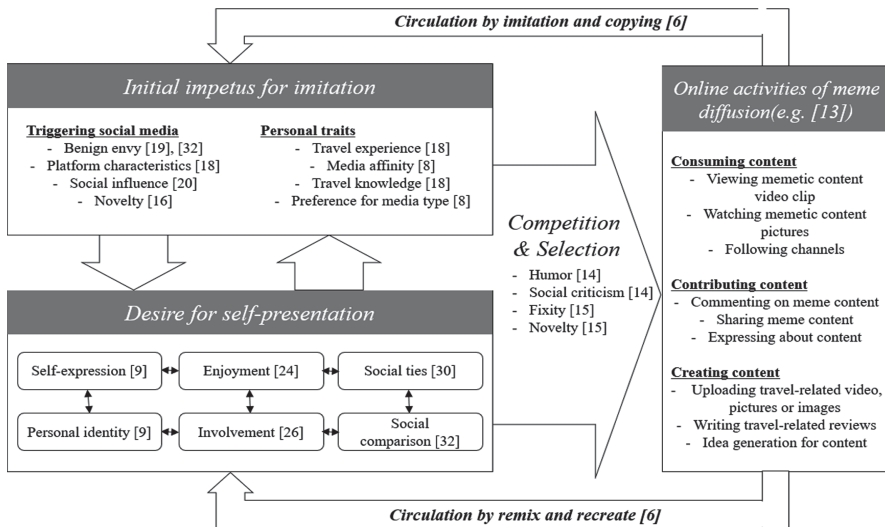 Circulation by imitation and copying [6]
Initial impetus for imitation
Triggering social media
- Benign envy [19], [32]
- Platform characteristics [18]
- Social influence [20]
- Novelty [16]
Personal traits
- Travel experience [18]
- Media affinity [8]
- Travel knowledge [18]
- Preference for media type [8]
Desire for self-presentation
Self-expression [9]
Enjoyment [24]
Social ties [30]
Personal identity [9]
Involvement [26]
Social
comparison [32]
Competition
& Selection
- Humor [14]
- Social criticism [14]
- Fixity [15]
- Novelty [15]
Online activities of meme
diffusion(e.g. [13])
Consuming content
- Viewing memetic content
video clip
- Watching memetic content
pictures
- Following channels
Contributing content
- Commenting on meme content
- Sharing meme content
- Expressing about content
Creating content
- Uploading travel-related video,
pictures or images
- Writing travel-related reviews
- Idea generation for content
Circulation by remix and recreate [6]